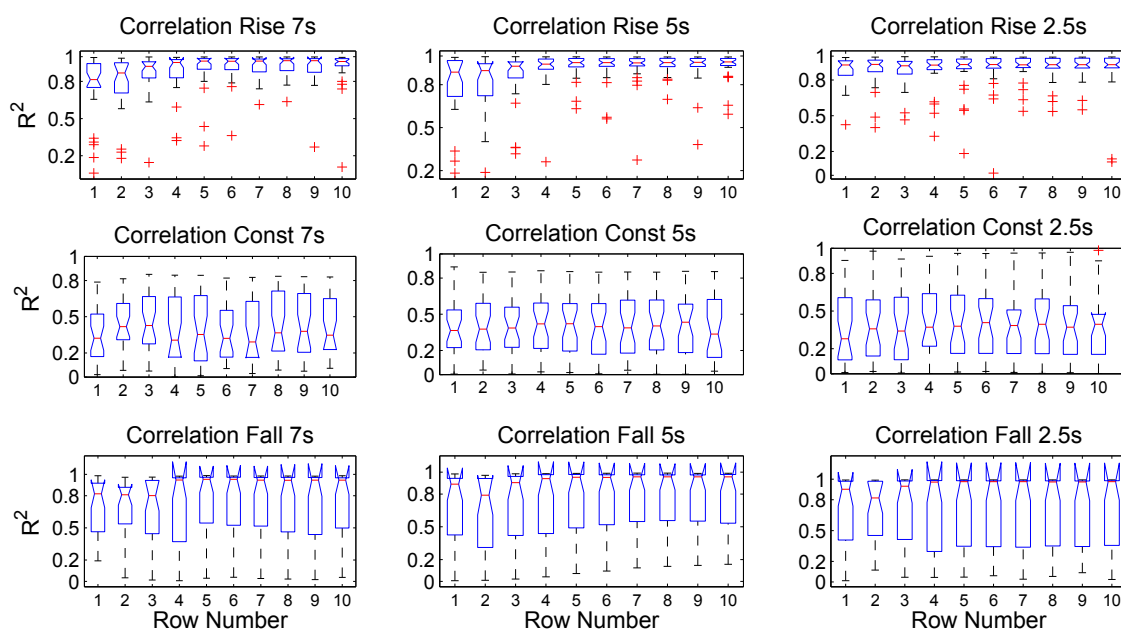 Correlation Rise 7s
Correlation Rise 5s
Correlation Rise 2.5s
R2
1
0.8
0.5
0.2
1 2 3 4 5 6 7 8 9 10
1
0.8
0.5
0.2
1 2 3 4 5 6 7 8 9 10
1
0.8
0.5
0.2
0
1 2 3 4 5 6 7 8 9 10
Correlation Const 7s
Correlation Const 5s
Correlation Const 2.5s
R2
1
0.8
0.5
0.2
0
1 2 3 4 5 6 7 8 9 10
1
0.8
0.5
0.2
0
1 2 3 4 5 6 7 8 9 10
1
0.8
0.5
0.2
0
1 2 3 4 5 6 7 8 9 10
Correlation Fall 7s
Correlation Fall 5s
Correlation Fall 2.5s
R2
1
0.8
0.5
0.2
0
1 2 3 4 5 6 7 8 9 10
Row Number
1
0.8
0.5
0.2
0
1 2 3 4 5 6 7 8 9 10
Row Number
1
0.8
0.5
0.2
0
1 2 3 4 5 6 7 8 9 10
Row Number